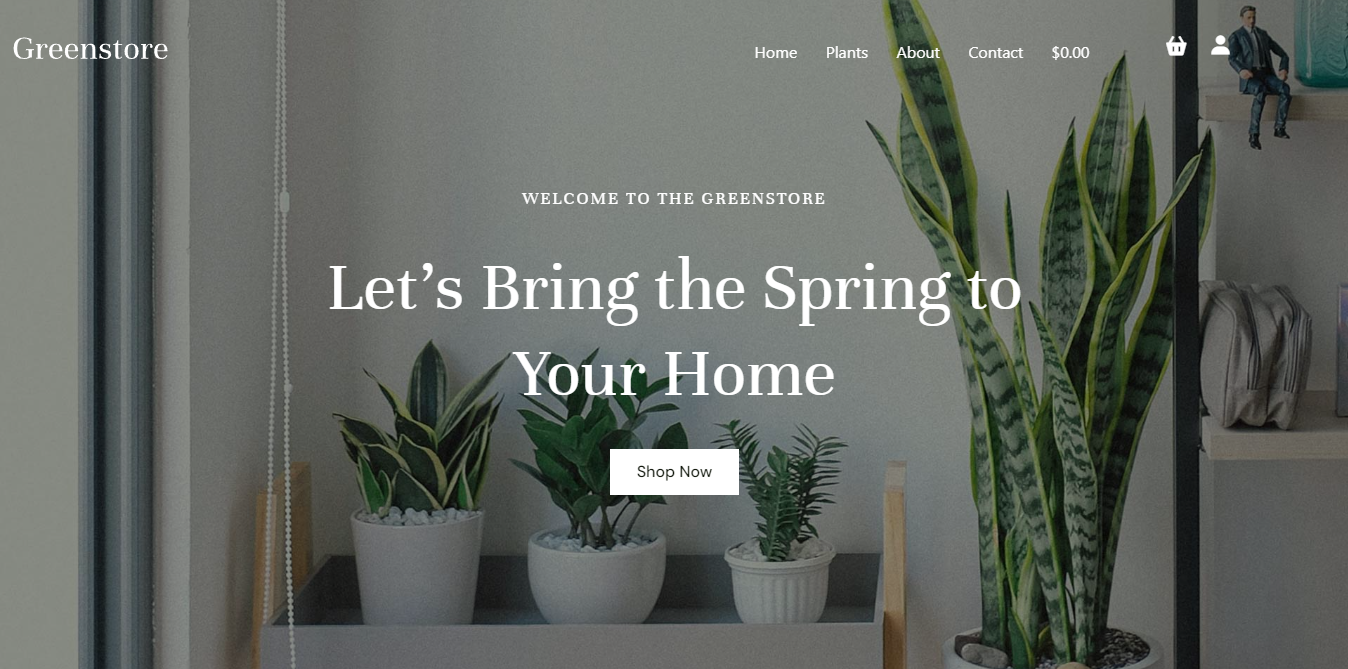 Greenstore
Home Plants About Contact $0.00
WELCOME TO THE GREENSTORE
Let’s Bring the Spring to
Your Home
Shop Now